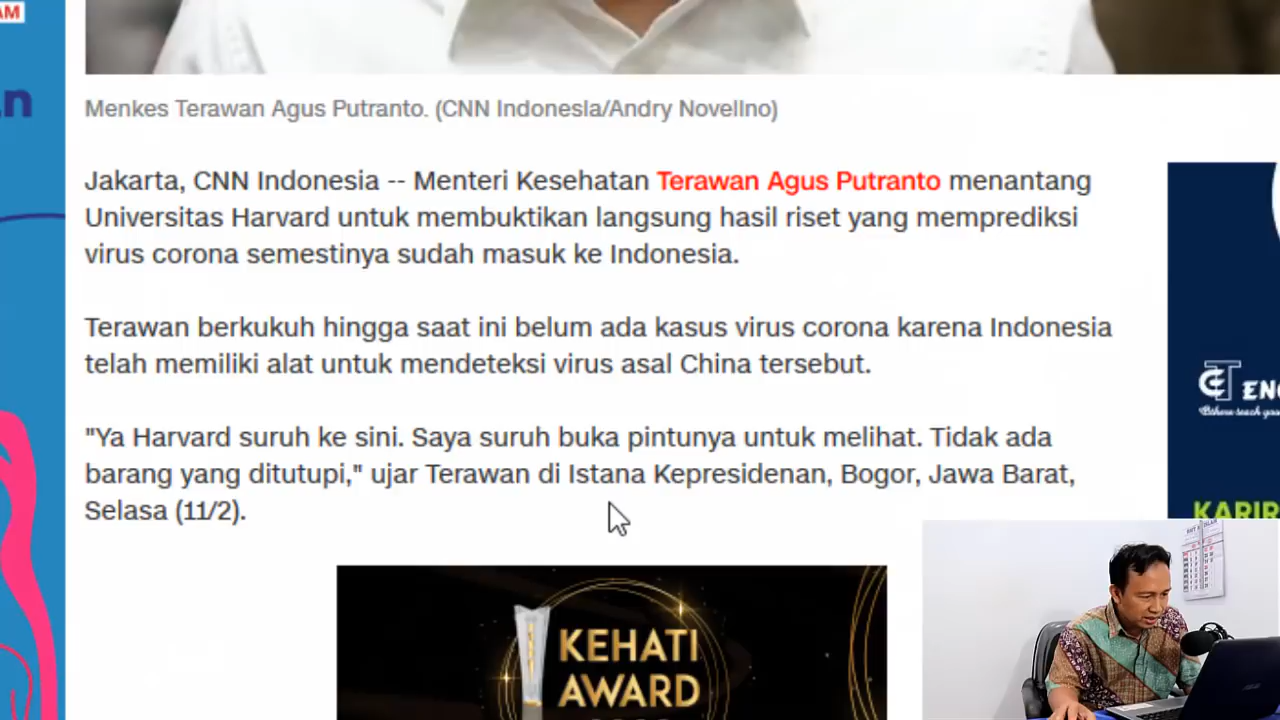 AM
an
Menkes Terawan Agus Putranto. (CNN Indonesia/Andry Novelino)
Jakarta, CNN Indonesia -- Menteri Kesehatan Terawan Agus Putranto menantang
Universitas Harvard untuk membuktikan langsung hasil riset yang memprediksi
virus corona semestinya sudah masuk ke Indonesia.
Terawan berkukuh hingga saat ini belum ada kasus virus corona karena Indonesia
telah memiliki alat untuk mendeteksi virus asal China tersebut.
"Ya Harvard suruh ke sini. Saya suruh buka pintunya untuk melihat. Tidak ada
barang yang ditutupi," ujar Terawan di Istana Kepresidenan, Bogor, Jawa Barat,
Selasa (11/2).
ENG
KARIR
KEHATI
AWARD